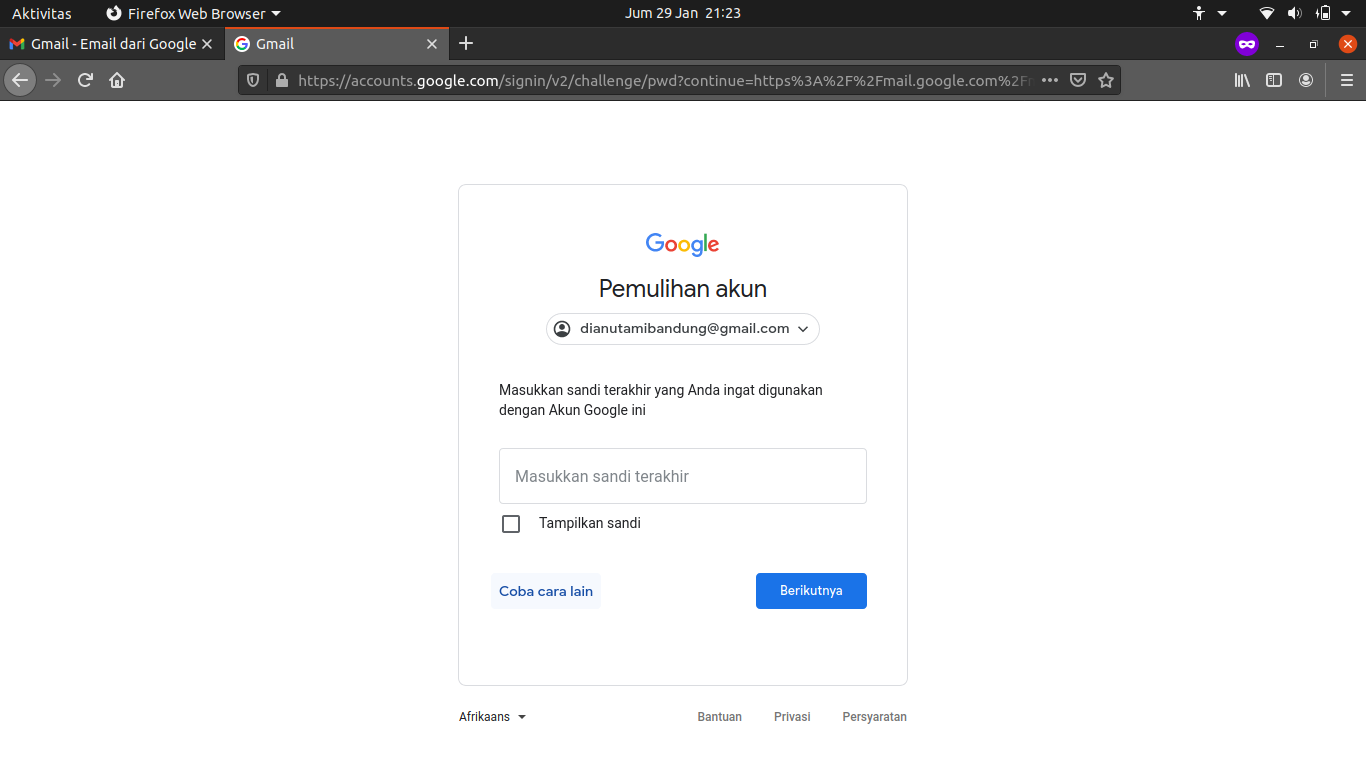 Aktivitas
Firefox Web Browser
Jum 29 Jan 21:23
Gmail - Email dari Google
Gmail
https://accounts.google.com/signin/v2/challenge/pwd?continue=https%3A%2F%2Fmail.google.com%2F
Google
Pemulihan akun
dianutamibandung@gmail.com
Masukkan sandi terakhir yang Anda ingat digunakan
dengan Akun Google ini
Masukkan sandi terakhir
Tampilkan sandi
Coba cara lain
Berikutnya
Afrikaans
Bantuan
Privasi
Persyaratan